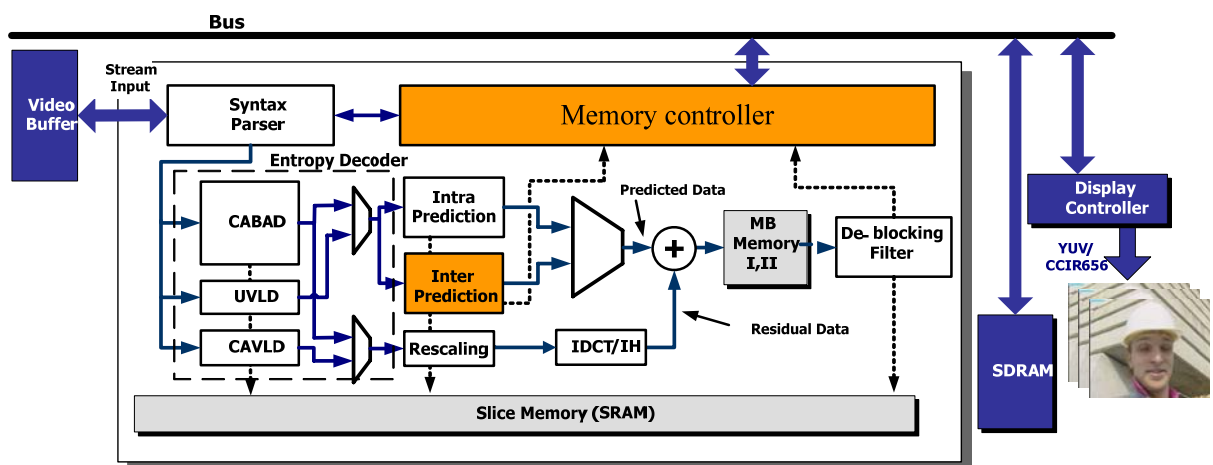 Bus
Stream
Input
Video
Buffer
Syntax
Parser
Memory controller
Entropy Decoder
CABAD
UVLD
CAVLD
Intra
Prediction
Inter
Prediction
Rescaling
IDCT/IH
Predicted Data
Residual Data
MB
Memory
I,II
De-blocking
Filter
Slice Memory (SRAM)
SDRAM
Display
Controller
YUV/
CCIR656